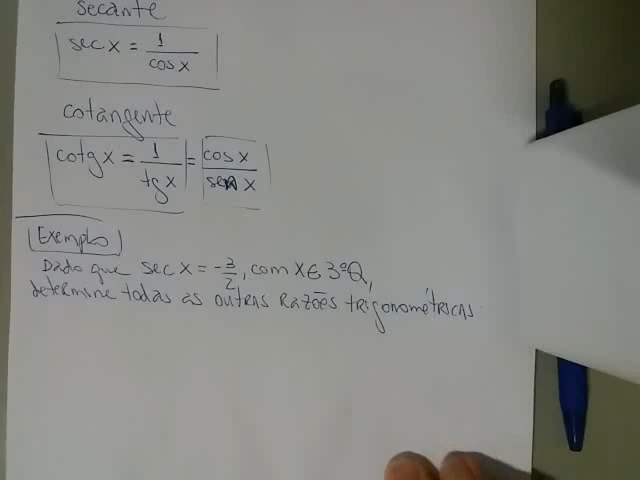 secante
sec x = 1/cos x
cotangente
cotg x = 1/tg x = cos x/sen x
Exemplo
Dado que sec x = -3/2, com x ∈ 3ºQ,
determine todas as outras razões trigonométricas